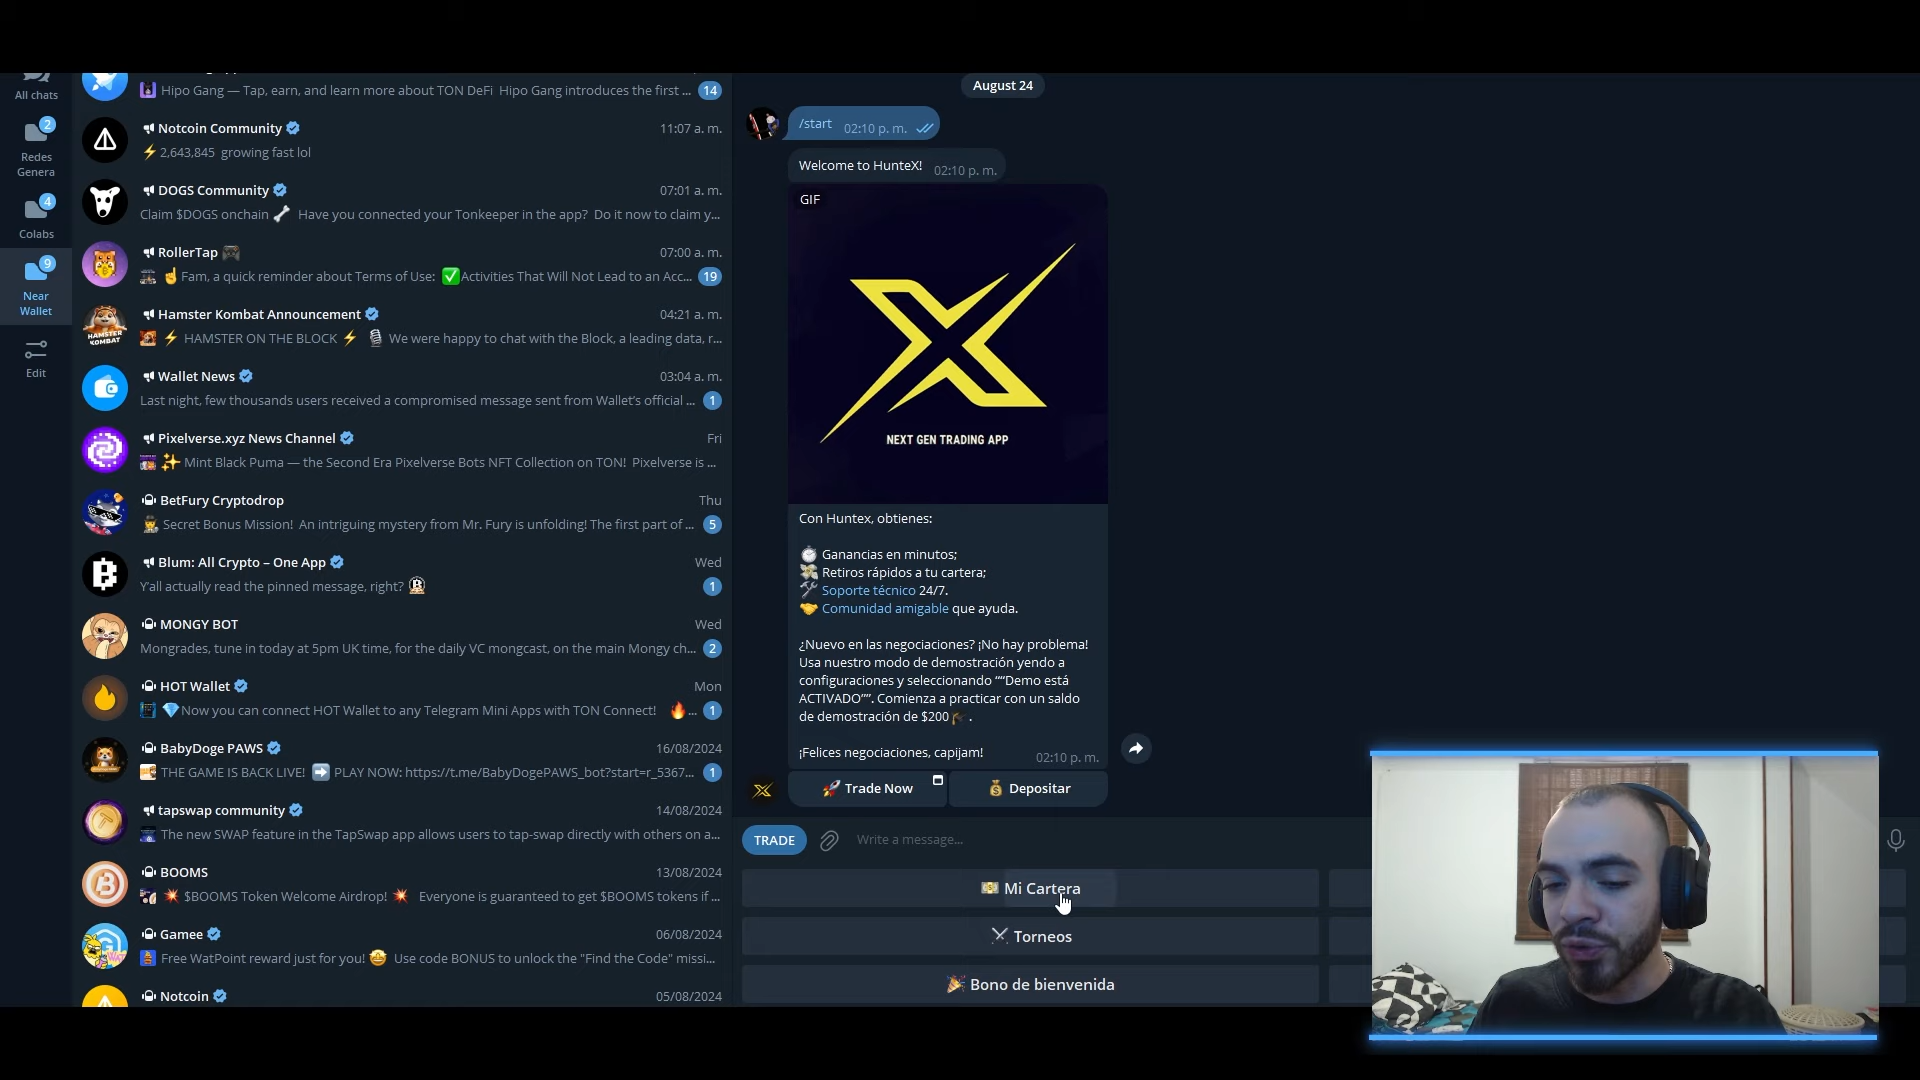 All chats
2
Redes
Genera
4
Colabs
9
Near
Wallet
Edit
Hipo Gang — Tap, earn, and learn more about TON DeFi Hipo Gang introduces the first ... 14
Notcoin Community 11:07 a. m.
⚡ 2,643,845 growing fast lol
DOGS Community 07:01 a. m.
Claim $DOGS onchain 🦴 Have you connected your Tonkeeper in the app? Do it now to claim y...
RollerTap 🎮 07:00 a. m.
☝️Fam, a quick reminder about Terms of Use: ✅Activities That Will Not Lead to an Acc... 19
Hamster Kombat Announcement 04:21 a. m.
HAMSTER KOMBAT
⚡ HAMSTER ON THE BLOCK ⚡ 🎙 We were happy to chat with the Block, a leading data, r...
Wallet News 03:04 a. m.
Last night, few thousands users received a compromised message sent from Wallet's official ... 1
Pixelverse.xyz News Channel Fri
✨ Mint Black Puma — the Second Era Pixelverse Bots NFT Collection on TON! Pixelverse is ...
BetFury Cryptodrop Thu
Secret Bonus Mission! An intriguing mystery from Mr. Fury is unfolding! The first part of ... 5
Blum: All Crypto – One App Wed
Y'all actually read the pinned message, right? 1
MONGY BOT Wed
Mongrades, tune in today at 5pm UK time, for the daily VC mongcast, on the main Mongy ch... 2
HOT Wallet Mon
💎Now you can connect HOT Wallet to any Telegram Mini Apps with TON Connect! 🔥... 1
BabyDoge PAWS 16/08/2024
THE GAME IS BACK LIVE! ➡️ PLAY NOW: https://t.me/BabyDogePAWS_bot?start=r_5367... 1
tapswap community 14/08/2024
The new SWAP feature in the TapSwap app allows users to tap-swap directly with others on a...
BOOMS 13/08/2024
💥 $BOOMS Token Welcome Airdrop! 💥 Everyone is guaranteed to get $BOOMS tokens if ...
Gamee 06/08/2024
Free WatPoint reward just for you! 🤩 Use code BONUS to unlock the "Find the Code" missi...
Notcoin 05/08/2024
August 24
/start 02:10 p. m.
Welcome to HunteX! 02:10 p. m.
GIF
NEXT GEN TRADING APP
Con Huntex, obtienes:
⏱ Ganancias en minutos;
💸 Retiros rápidos a tu cartera;
🛠 Soporte técnico 24/7.
🤝 Comunidad amigable que ayuda.
¿Nuevo en las negociaciones? ¡No hay problema!
Usa nuestro modo de demostración yendo a
configuraciones y seleccionando ““Demo está
ACTIVADO””. Comienza a practicar con un saldo
de demostración de $200🎓.
¡Felices negociaciones, capijam! 02:10 p. m.
🚀 Trade Now
💰 Depositar
TRADE
Write a message...
💴 Mi Cartera
⚔ Torneos
🎉 Bono de bienvenida